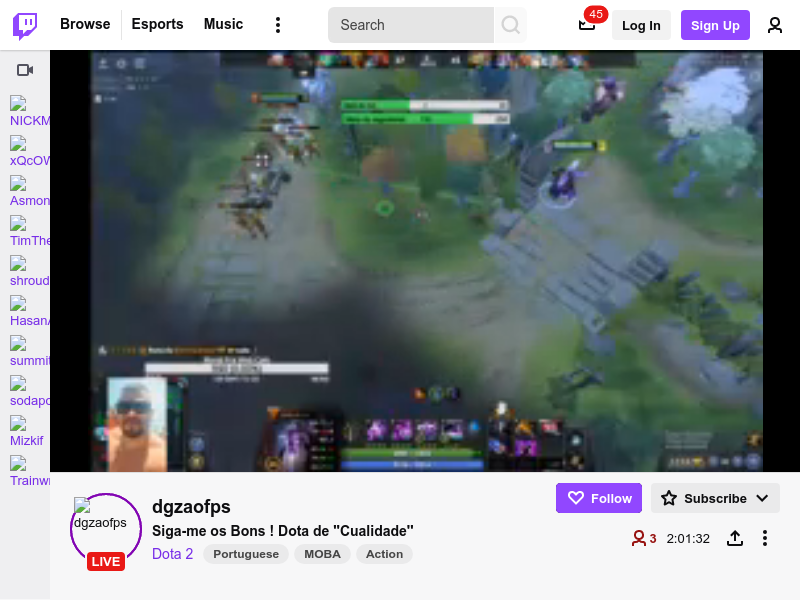 Browse
Esports
Music
Search
45
Log In
Sign Up
NICKM
xQcOW
Asmon
TimThe
shroud
HasanA
summit
sodapo
Mizkif
Trainwr
dgzaofps
LIVE
dgzaofps
Siga-me os Bons ! Dota de "Cualidade"
Dota 2
Portuguese
MOBA
Action
Follow
Subscribe
3
2:01:32